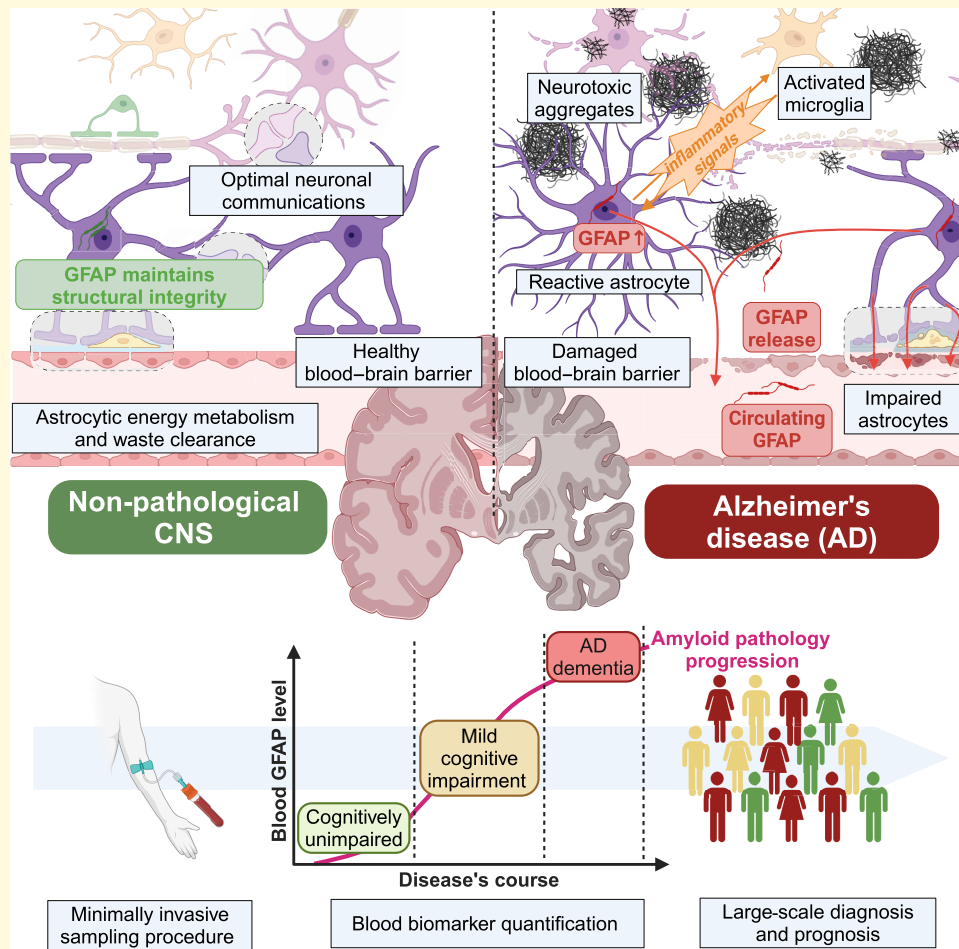 Optimal neuronal
communications
GFAP maintains
structural integrity
Healthy
blood–brain barrier
Astrocytic energy metabolism
and waste clearance
Neurotoxic
aggregates
Activated
microglia
inflammatory
signals
GFAP↑
Reactive astrocyte
GFAP
release
Damaged
blood–brain barrier
Circulating
GFAP
Impaired
astrocytes
Non-pathological
CNS
Alzheimer's
disease (AD)
Blood GFAP level
Cognitively
unimpaired
Mild
cognitive
impairment
AD
dementia
Amyloid pathology
progression
Disease's course
Minimally invasive
sampling procedure
Blood biomarker quantification
Large-scale diagnosis
and prognosis